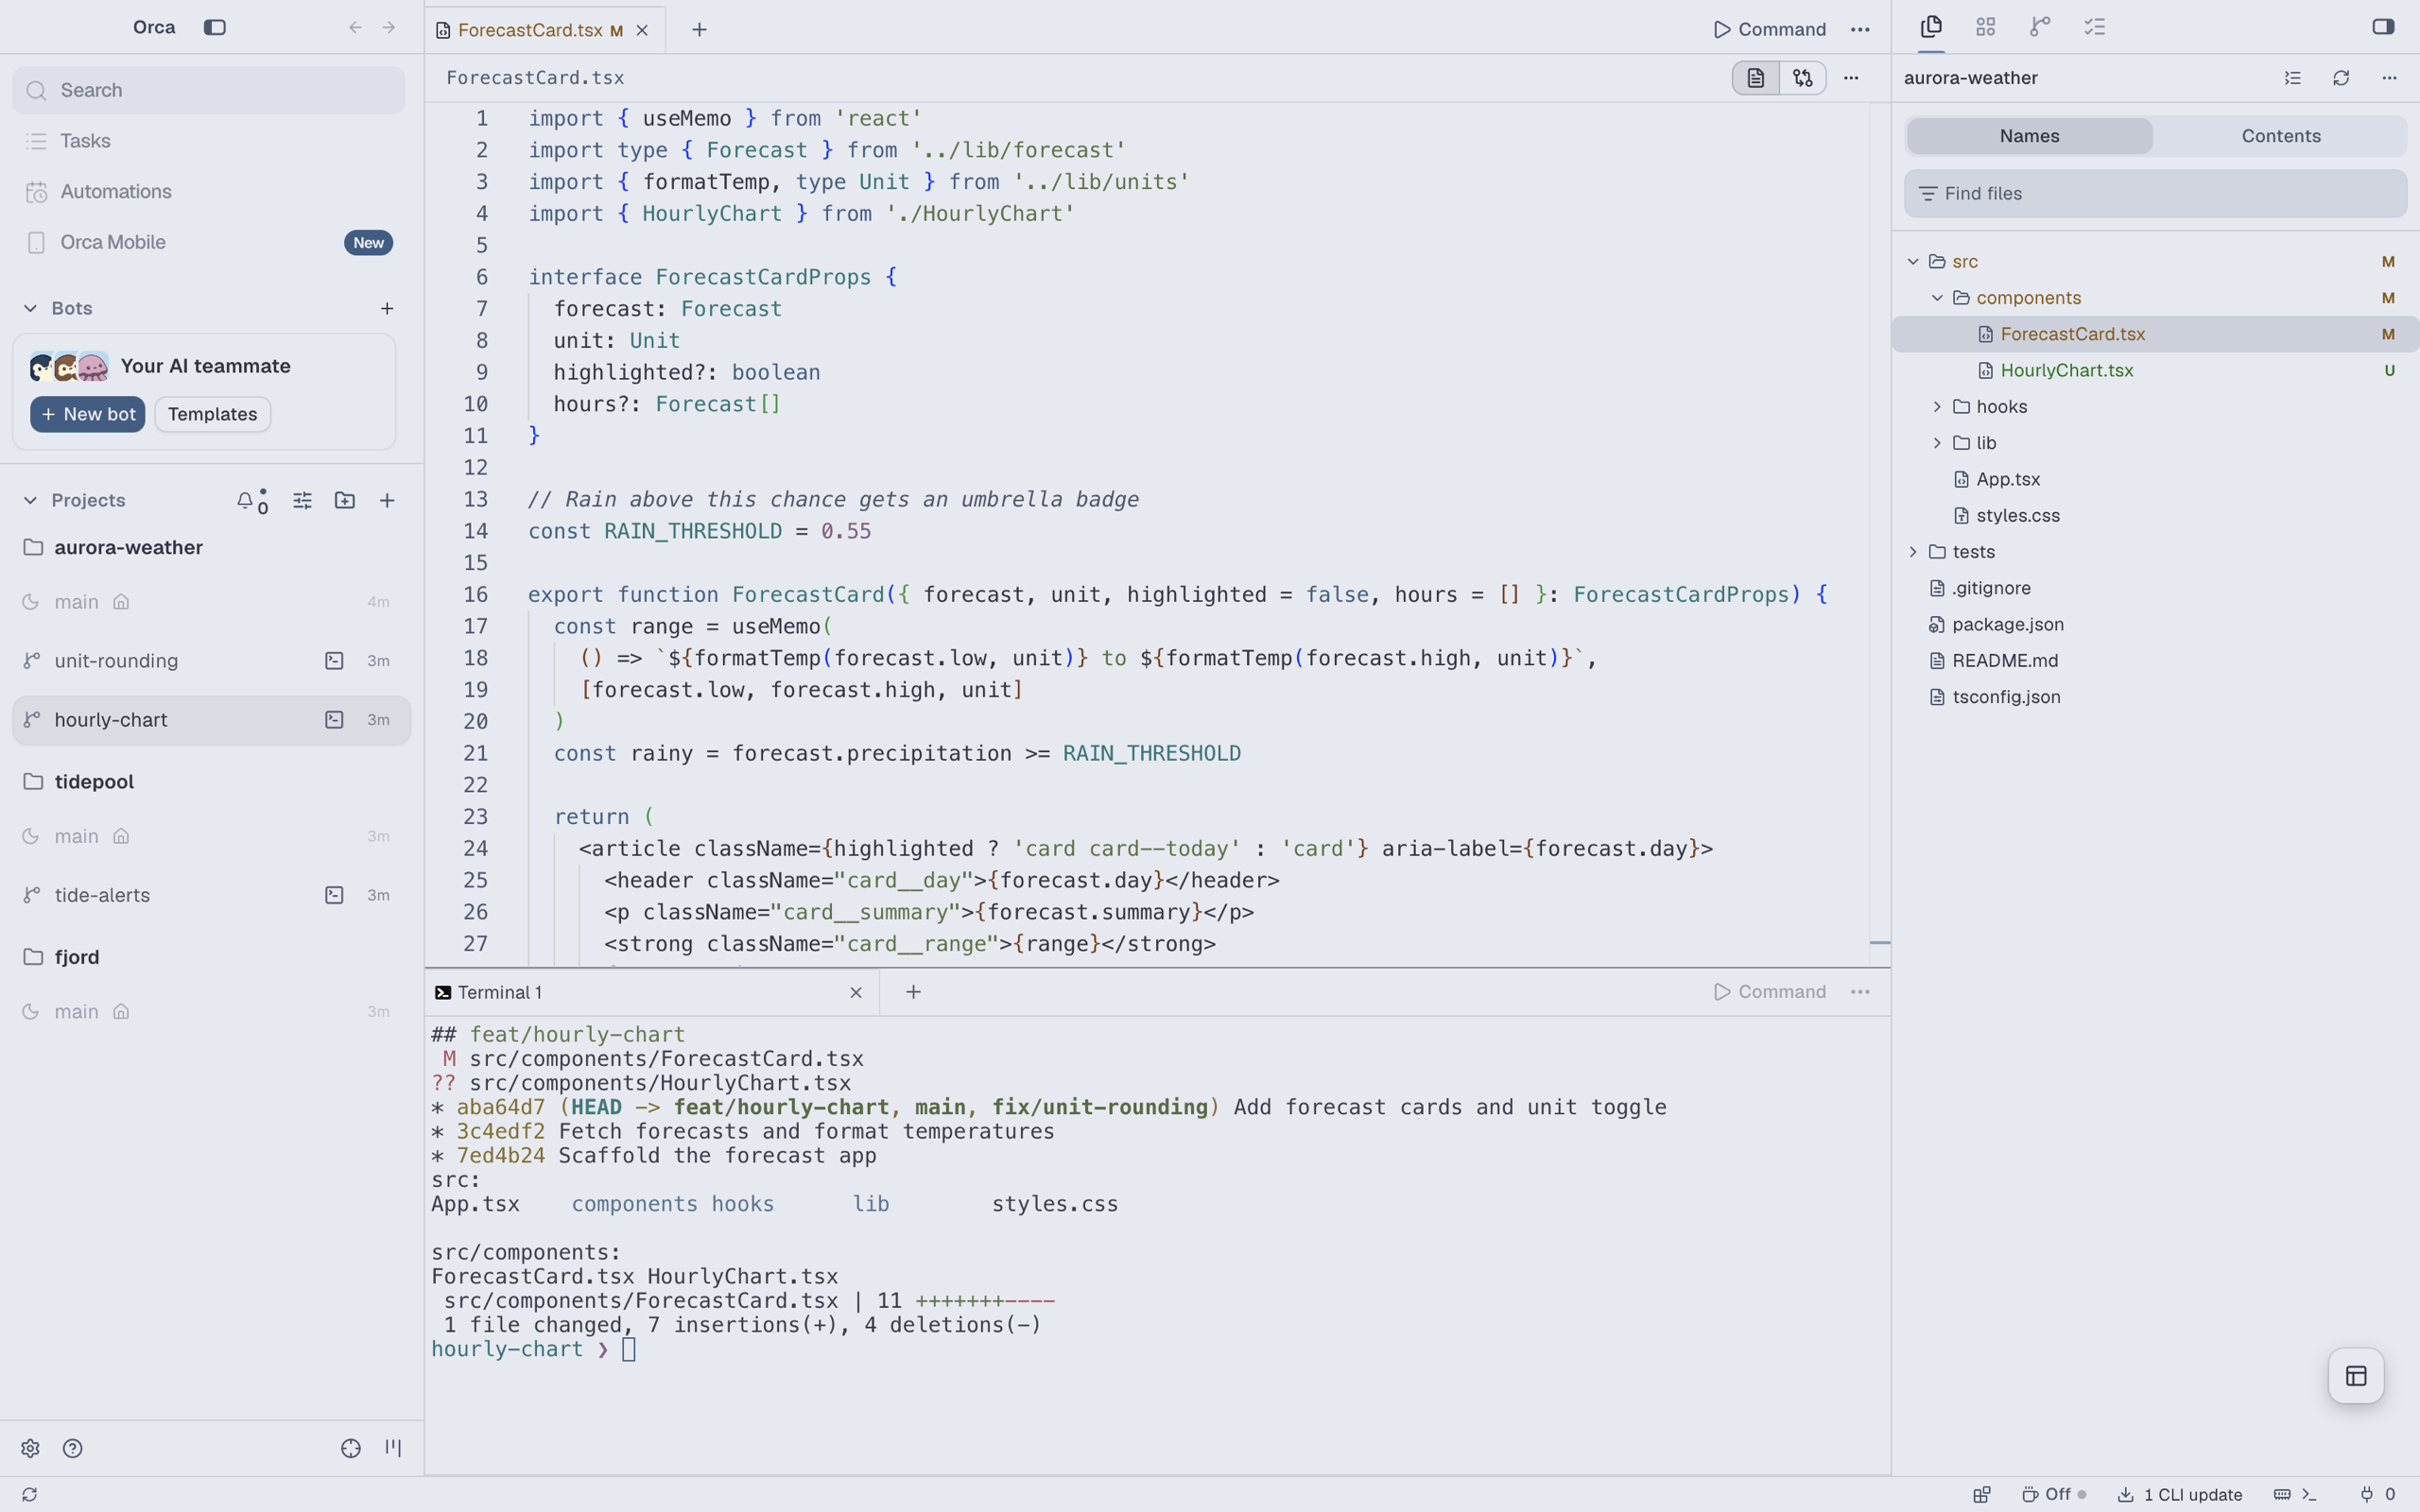 Orca
Search
Tasks
Automations
Orca Mobile New
Bots
Your AI teammate
+ New bot Templates
Projects 0
aurora-weather
main 4m
unit-rounding 3m
hourly-chart 3m
tidepool
main 3m
tide-alerts 3m
fjord
main 3m
ForecastCard.tsx M
Command
ForecastCard.tsx
1 import { useMemo } from 'react'
2 import type { Forecast } from '../lib/forecast'
3 import { formatTemp, type Unit } from '../lib/units'
4 import { HourlyChart } from './HourlyChart'
5
6 interface ForecastCardProps {
7   forecast: Forecast
8   unit: Unit
9   highlighted?: boolean
10   hours?: Forecast[]
11 }
12
13 // Rain above this chance gets an umbrella badge
14 const RAIN_THRESHOLD = 0.55
15
16 export function ForecastCard({ forecast, unit, highlighted = false, hours = [] }: ForecastCardProps) {
17   const range = useMemo(
18     () => `${formatTemp(forecast.low, unit)} to ${formatTemp(forecast.high, unit)}`,
19     [forecast.low, forecast.high, unit]
20   )
21   const rainy = forecast.precipitation >= RAIN_THRESHOLD
22
23   return (
24     <article className={highlighted ? 'card card--today' : 'card'} aria-label={forecast.day}>
25       <header className="card__day">{forecast.day}</header>
26       <p className="card__summary">{forecast.summary}</p>
27       <strong className="card__range">{range}</strong>
Terminal 1
Command
## feat/hourly-chart
 M src/components/ForecastCard.tsx
?? src/components/HourlyChart.tsx
* aba64d7 (HEAD -> feat/hourly-chart, main, fix/unit-rounding) Add forecast cards and unit toggle
* 3c4edf2 Fetch forecasts and format temperatures
* 7ed4b24 Scaffold the forecast app
src:
App.tsx components hooks lib styles.css
src/components:
ForecastCard.tsx HourlyChart.tsx
 src/components/ForecastCard.tsx | 11 +++++++----
 1 file changed, 7 insertions(+), 4 deletions(-)
hourly-chart ❯
aurora-weather
Names Contents
Find files
src M
components M
ForecastCard.tsx M
HourlyChart.tsx U
hooks
lib
App.tsx
styles.css
tests
.gitignore
package.json
README.md
tsconfig.json
Off 1 CLI update 0